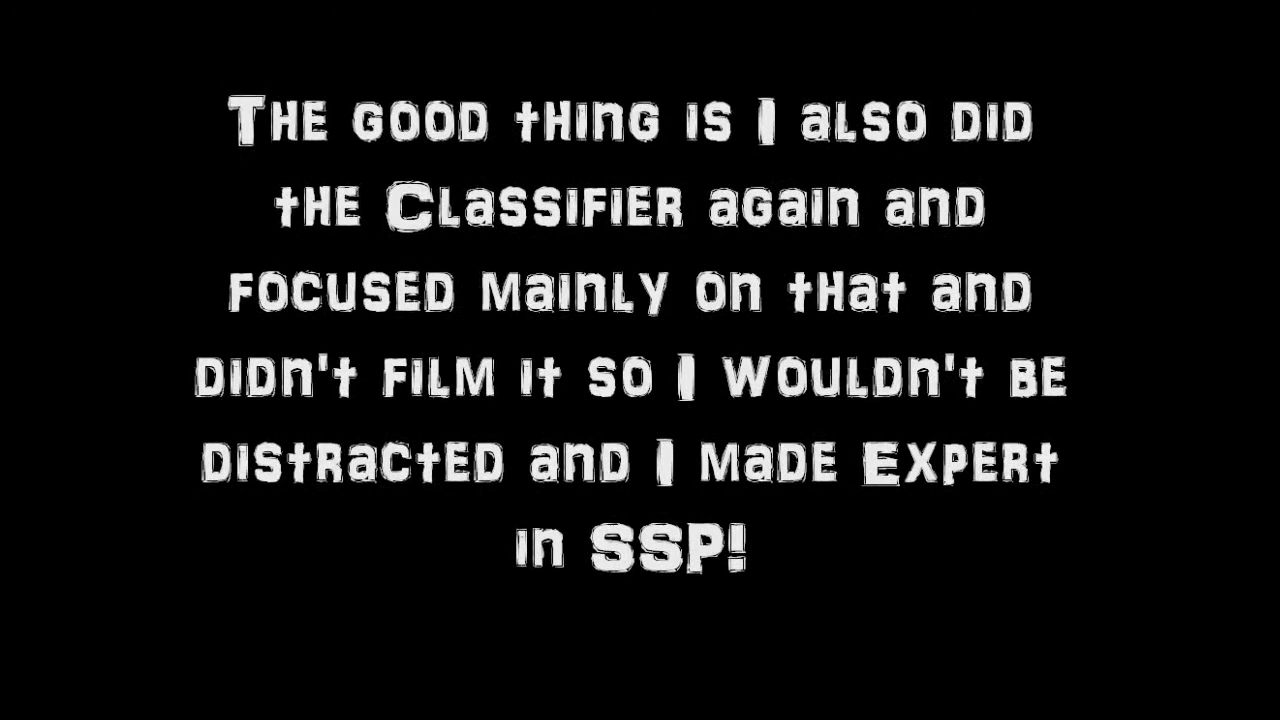 The good thing is I also did
the Classifier again and
focused mainly on that and
didn't film it so I wouldn't be
distracted and I made Expert
in SSP!